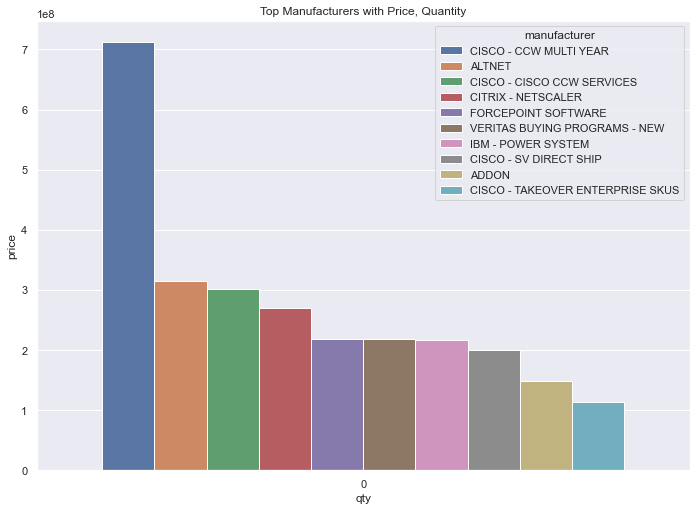 Top Manufacturers with Price, Quantity
1e8
7
6
5
4
3
2
1
0
price
0
qty
manufacturer
CISCO - CCW MULTI YEAR
ALTNET
CISCO - CISCO CCW SERVICES
CITRIX - NETSCALER
FORCEPOINT SOFTWARE
VERITAS BUYING PROGRAMS - NEW
IBM - POWER SYSTEM
CISCO - SV DIRECT SHIP
ADDON
CISCO - TAKEOVER ENTERPRISE SKUS